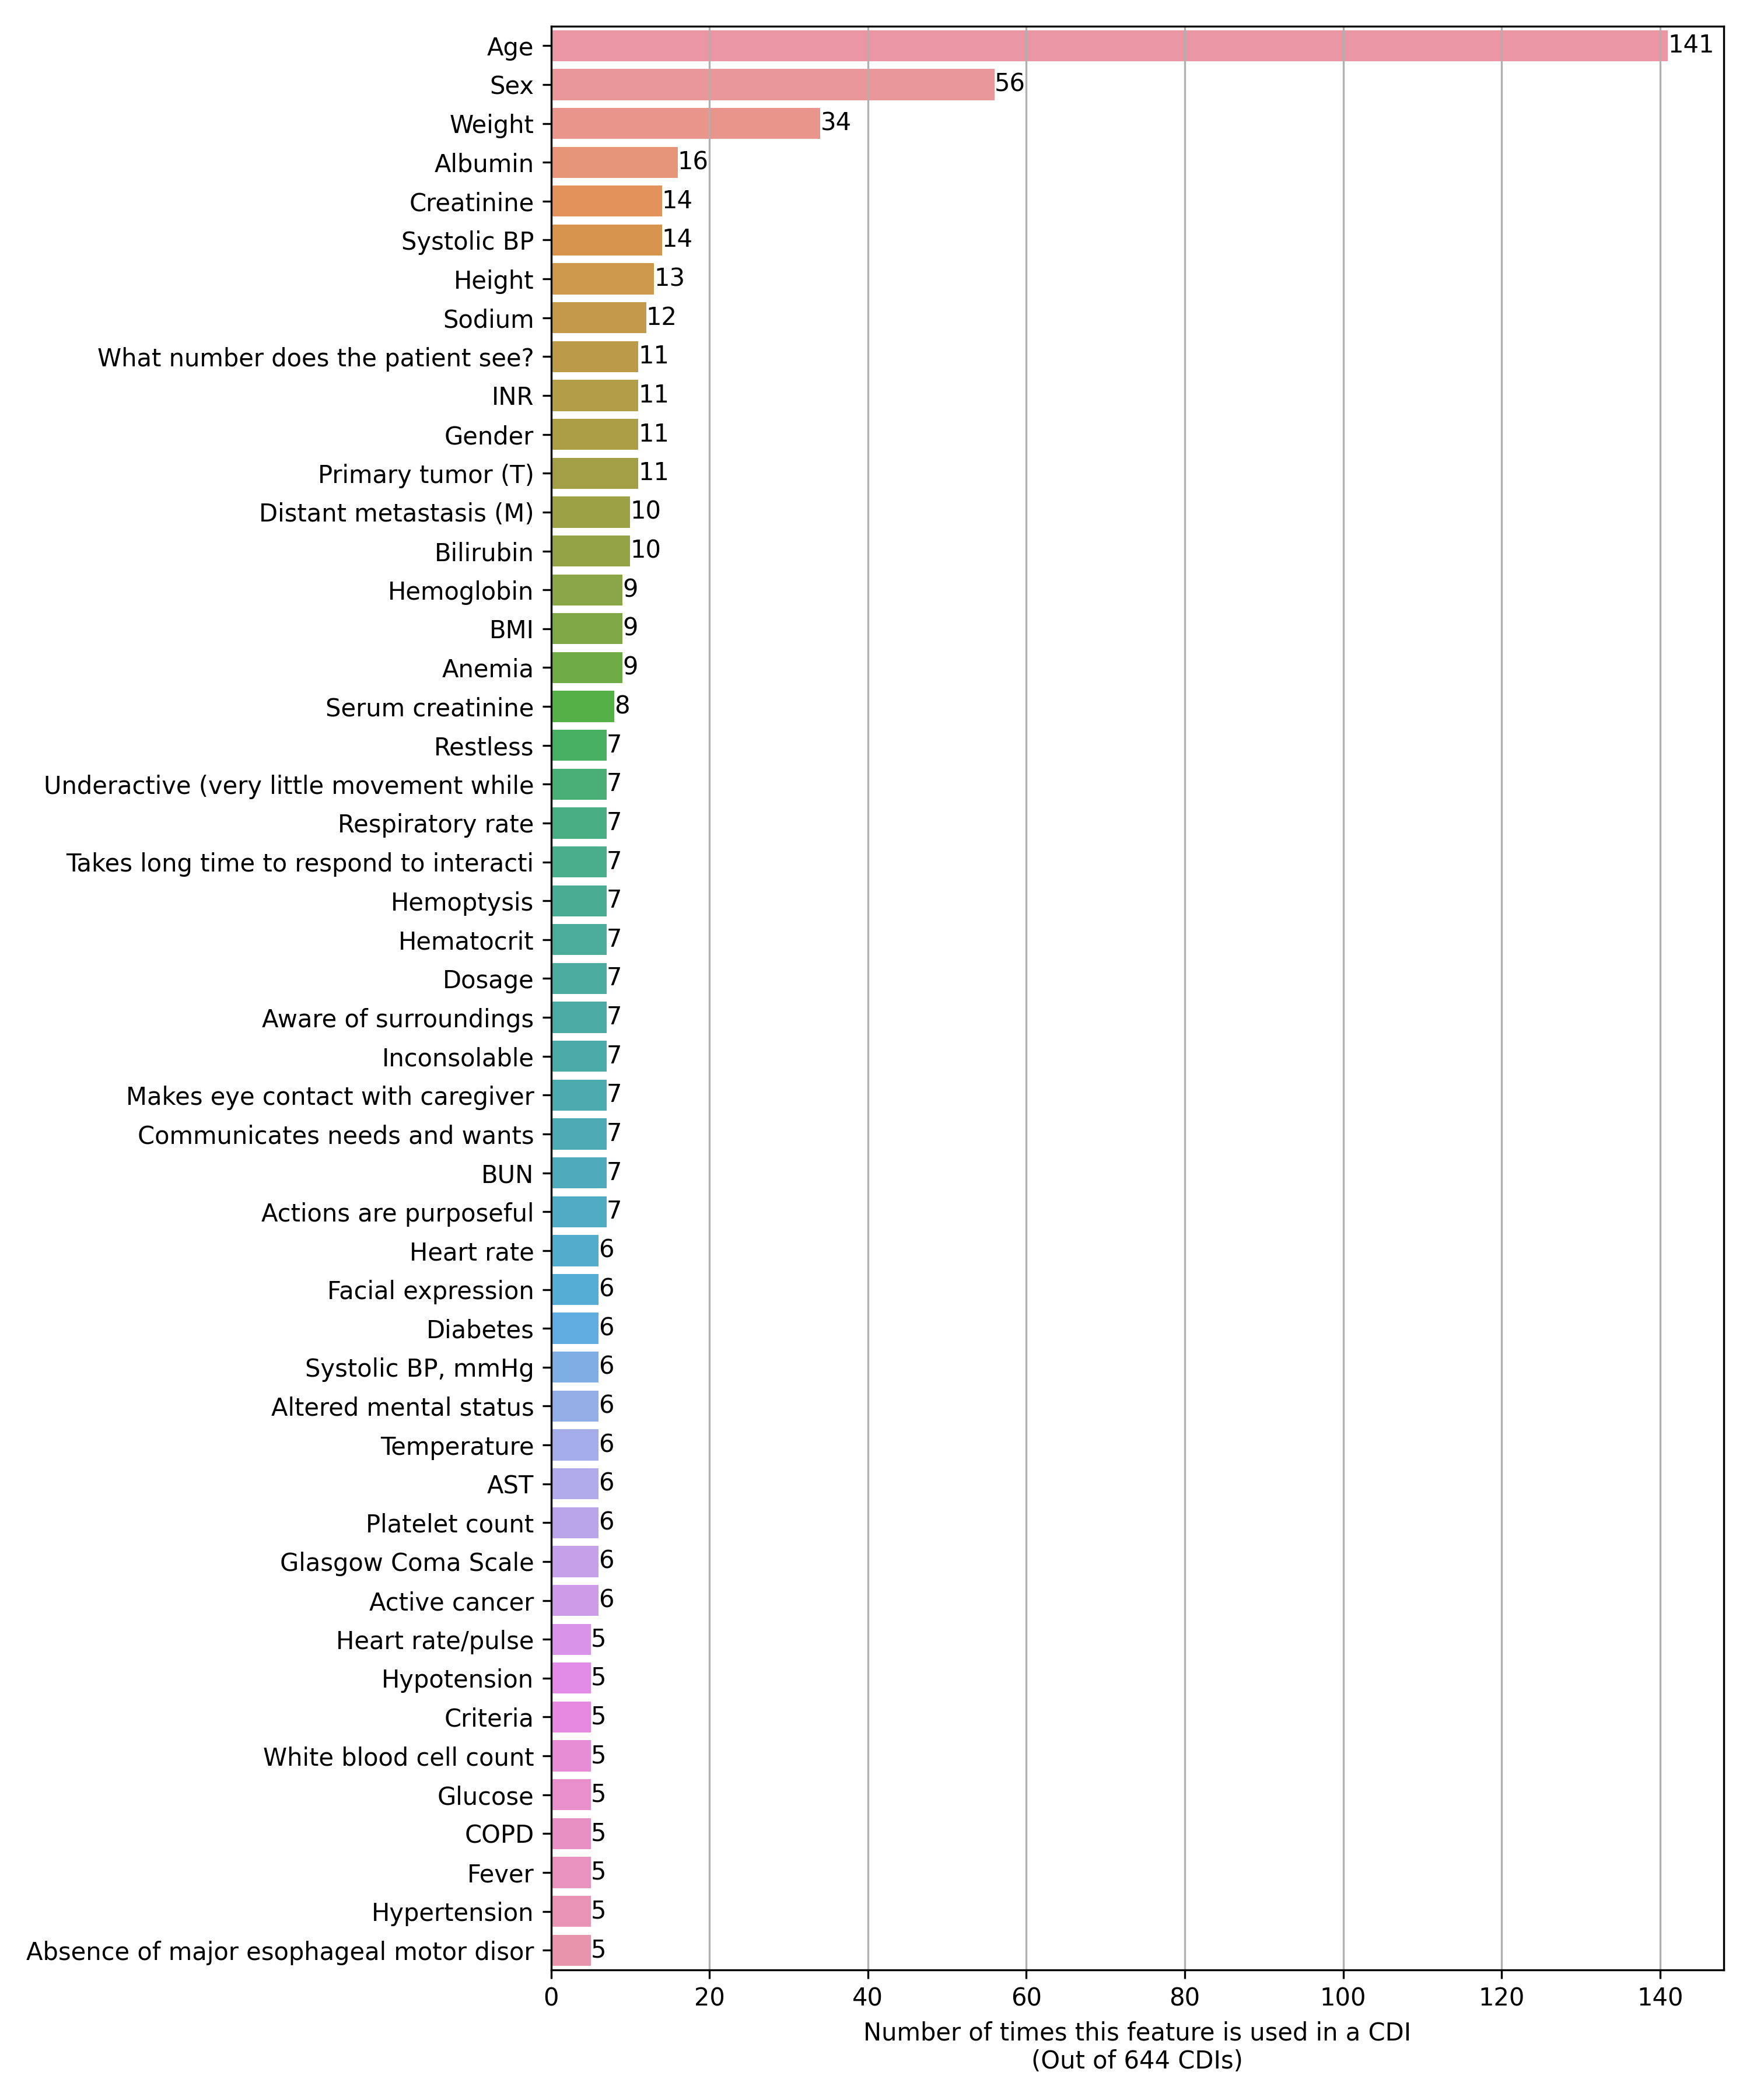 Age 141
Sex 56
Weight 34
Albumin 16
Creatinine 14
Systolic BP 14
Height 13
Sodium 12
What number does the patient see? 11
INR 11
Gender 11
Primary tumor (T) 11
Distant metastasis (M) 10
Bilirubin 10
Hemoglobin 9
BMI 9
Anemia 9
Serum creatinine 8
Restless 7
Underactive (very little movement while 7
Respiratory rate 7
Takes long time to respond to interacti 7
Hemoptysis 7
Hematocrit 7
Dosage 7
Aware of surroundings 7
Inconsolable 7
Makes eye contact with caregiver 7
Communicates needs and wants 7
BUN 7
Actions are purposeful 7
Heart rate 6
Facial expression 6
Diabetes 6
Systolic BP, mmHg 6
Altered mental status 6
Temperature 6
AST 6
Platelet count 6
Glasgow Coma Scale 6
Active cancer 6
Heart rate/pulse 5
Hypotension 5
Criteria 5
White blood cell count 5
Glucose 5
COPD 5
Fever 5
Hypertension 5
Absence of major esophageal motor disor 5
0 20 40 60 80 100 120 140
Number of times this feature is used in a CDI
(Out of 644 CDIs)